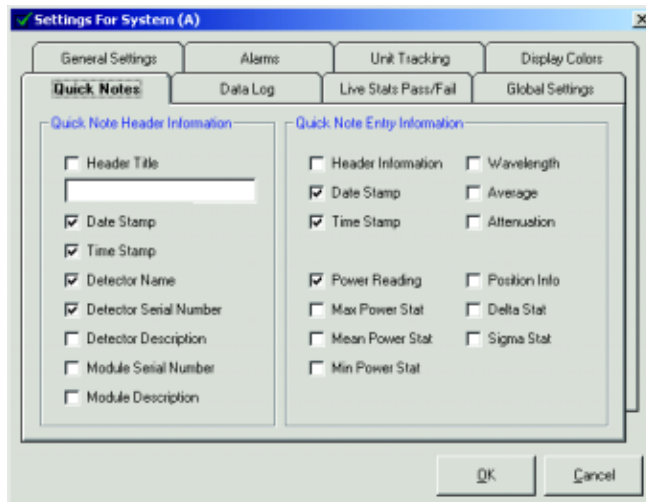 Settings For System (A)
General Settings Alarms Unit Tracking Display Colors
Quick Notes Data Log Live Stats Pass/Fail Global Settings
Quick Note Header Information
Header Title
Date Stamp
Time Stamp
Detector Name
Detector Serial Number
Detector Description
Module Serial Number
Module Description
Quick Note Entry Information
Header Information Wavelength
Date Stamp Average
Time Stamp Attenuation
Power Reading Position Info
Max Power Stat Delta Stat
Mean Power Stat Sigma Stat
Min Power Stat
OK Cancel